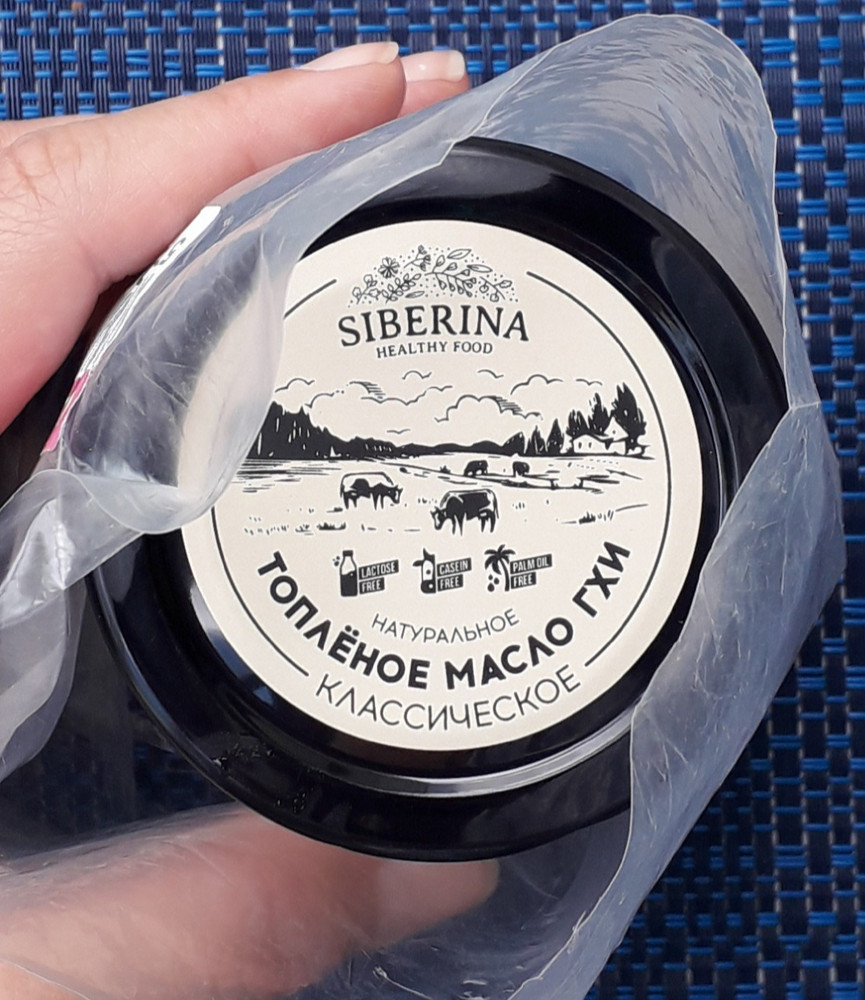 SIBERINA
HEALTHY FOOD
LACTOSE
FREE
CASEIN
FREE
PALM OIL
FREE
НАТУРАЛЬНОЕ
ТОПЛЁНОЕ МАСЛО ГХИ
КЛАССИЧЕСКОЕ